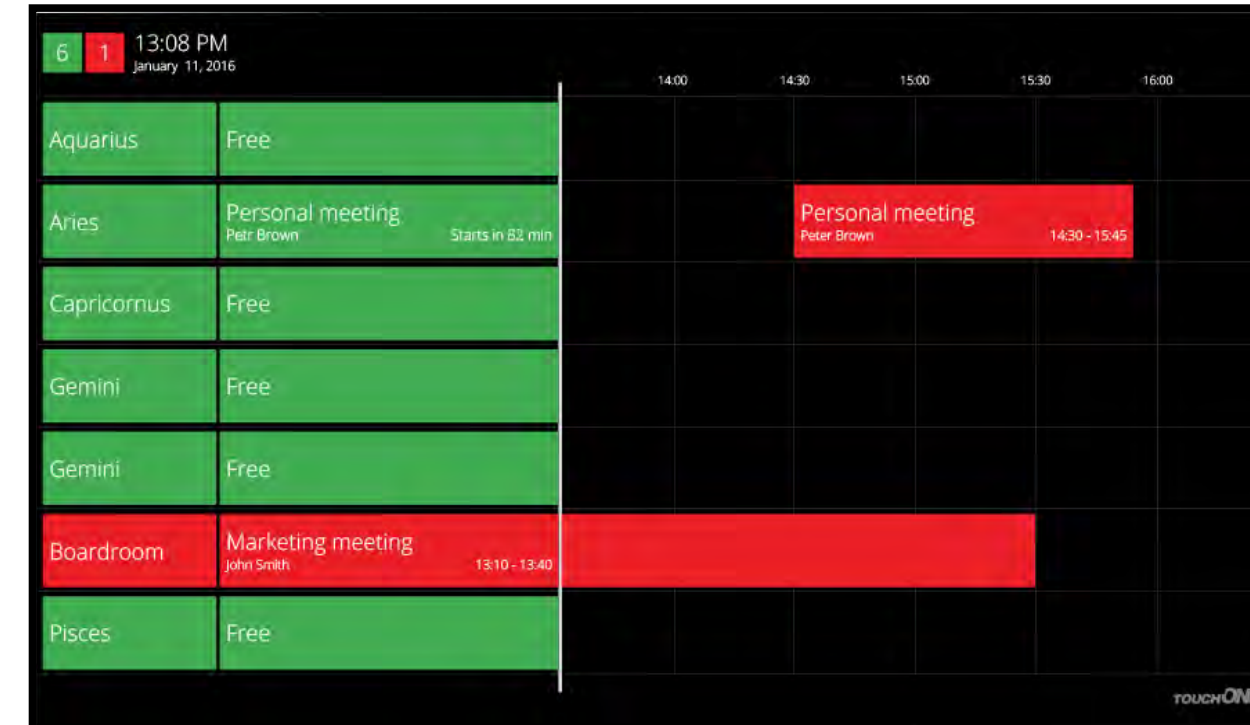 6 1 13:08 PM
January 11, 2016
14:00 14:30 15:00 15:30 16:00
Aquarius Free
Aries Personal meeting
Petr Brown Starts in 82 min
Personal meeting
Peter Brown 14:30 - 15:45
Capricornus Free
Gemini Free
Gemini Free
Boardroom Marketing meeting
John Smith 13:10 - 13:40
Pisces Free
TOUCHON